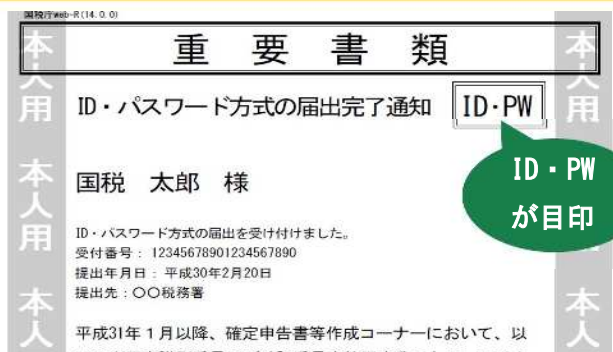 国税庁web-R(14.0.0)
重要書類
ID・パスワード方式の届出完了通知 ID・PW
ID・PW
が目印
国税 太郎 様
ID・パスワード方式の届出を受け付けました。
受付番号: 12345678901234567890
提出年月日: 平成30年2月20日
提出先:〇〇税務署
平成31年1月以降、確定申告書等作成コーナーにおいて、以
本人用 本人用 本人
本人用 本人用 本人